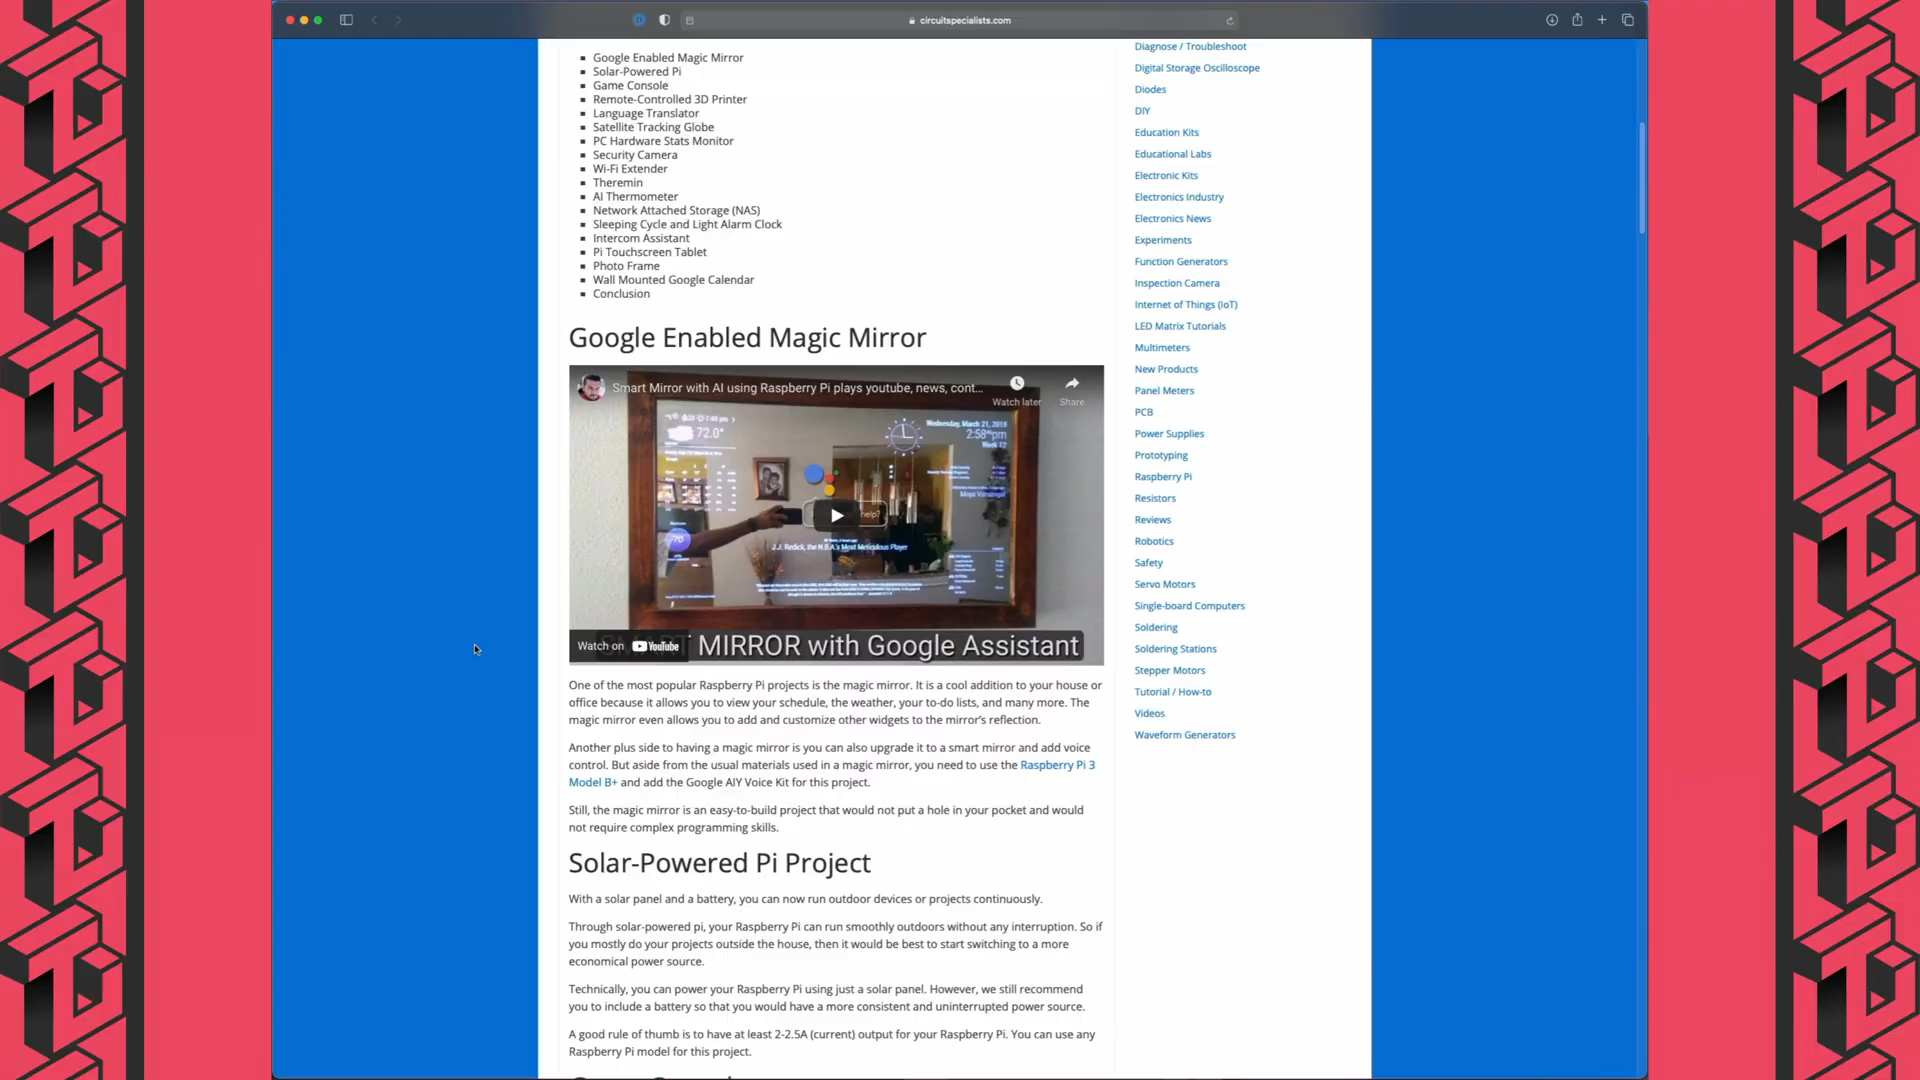 circuitspecialists.com
Google Enabled Magic Mirror
Solar-Powered Pi
Game Console
Remote-Controlled 3D Printer
Language Translator
Satellite Tracking Globe
PC Hardware Stats Monitor
Security Camera
Wi-Fi Extender
Theremin
AI Thermometer
Network Attached Storage (NAS)
Sleeping Cycle and Light Alarm Clock
Intercom Assistant
Pi Touchscreen Tablet
Photo Frame
Wall Mounted Google Calendar
Conclusion
Google Enabled Magic Mirror
Smart Mirror with AI using Raspberry Pi plays youtube, news, cont...
Watch later
Share
72.0°
Wednesday, March 21, 2018
2:58 pm
Week 12
help?
70
J.J. Redick, the N.B.A.'s Most Meticulous Player
Watch on YouTube
MIRROR with Google Assistant
One of the most popular Raspberry Pi projects is the magic mirror. It is a cool addition to your house or
office because it allows you to view your schedule, the weather, your to-do lists, and many more. The
magic mirror even allows you to add and customize other widgets to the mirror's reflection.
Another plus side to having a magic mirror is you can also upgrade it to a smart mirror and add voice
control. But aside from the usual materials used in a magic mirror, you need to use the Raspberry Pi 3
Model B+ and add the Google AIY Voice Kit for this project.
Still, the magic mirror is an easy-to-build project that would not put a hole in your pocket and would
not require complex programming skills.
Solar-Powered Pi Project
With a solar panel and a battery, you can now run outdoor devices or projects continuously.
Through solar-powered pi, your Raspberry Pi can run smoothly outdoors without any interruption. So if
you mostly do your projects outside the house, then it would be best to start switching to a more
economical power source.
Technically, you can power your Raspberry Pi using just a solar panel. However, we still recommend
you to include a battery so that you would have a more consistent and uninterrupted power source.
A good rule of thumb is to have at least 2-2.5A (current) output for your Raspberry Pi. You can use any
Raspberry Pi model for this project.
Diagnose / Troubleshoot
Digital Storage Oscilloscope
Diodes
DIY
Education Kits
Educational Labs
Electronic Kits
Electronics Industry
Electronics News
Experiments
Function Generators
Inspection Camera
Internet of Things (IoT)
LED Matrix Tutorials
Multimeters
New Products
Panel Meters
PCB
Power Supplies
Prototyping
Raspberry Pi
Resistors
Reviews
Robotics
Safety
Servo Motors
Single-board Computers
Soldering
Soldering Stations
Stepper Motors
Tutorial / How-to
Videos
Waveform Generators